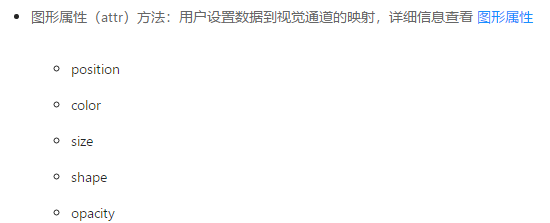 图形属性（attr）方法：用户设置数据到视觉通道的映射，详细信息查看 图形属性
position
color
size
shape
opacity